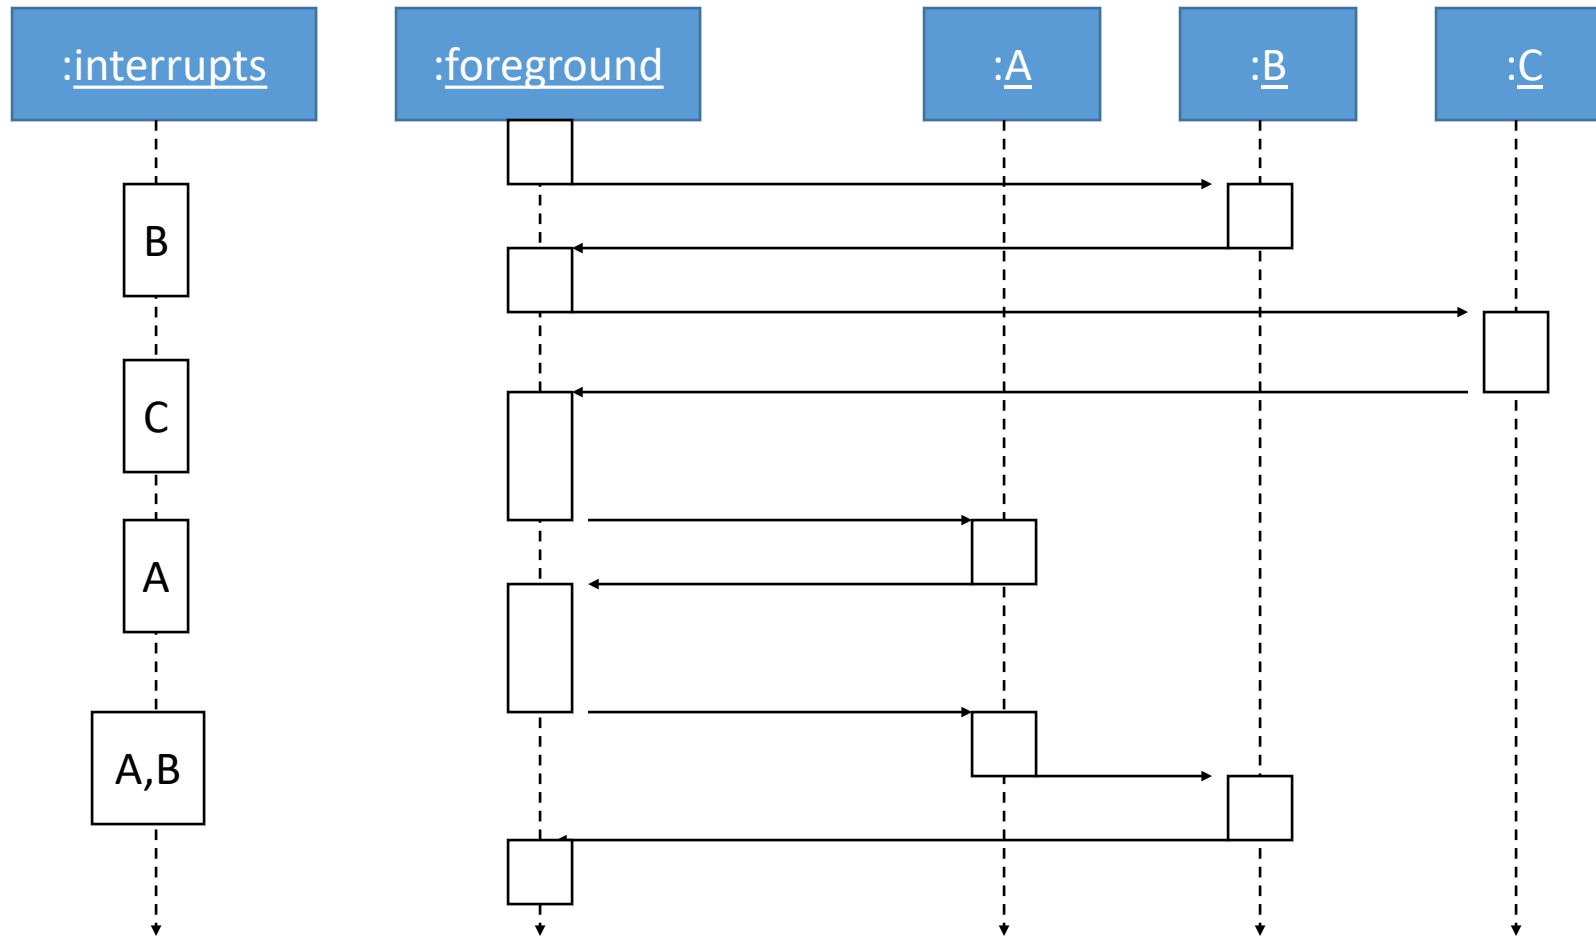 :interrupts
:foreground
:A
:B
:C
B
C
A
A,B